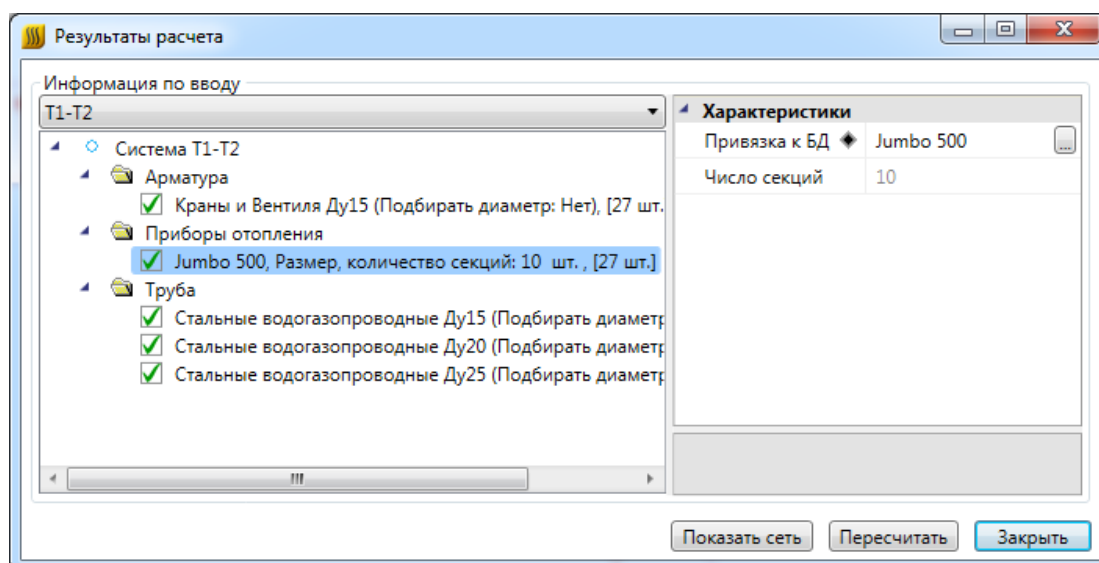 Результаты расчета
Информация по вводу
Т1-Т2
Система Т1-Т2
Арматура
Краны и Вентиля Ду15 (Подбирать диаметр: Нет), [27 шт.
Приборы отопления
Jumbo 500, Размер, количество секций: 10 шт. , [27 шт.]
Труба
Стальные водогазопроводные Ду15 (Подбирать диаметр
Стальные водогазопроводные Ду20 (Подбирать диаметр
Стальные водогазопроводные Ду25 (Подбирать диаметр
Характеристики
Привязка к БД Jumbo 500 ...
Число секций 10
Показать сеть Пересчитать Закрыть